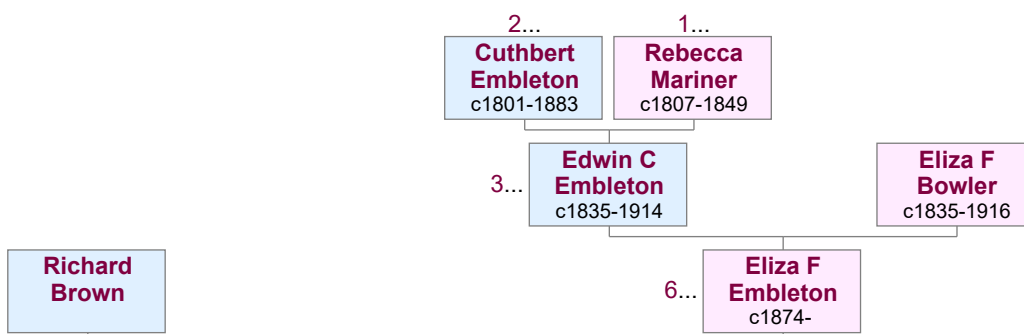 2... 1...
Cuthbert Rebecca
Embleton Mariner
c1801-1883 c1807-1849
3... Edwin C Eliza F
Embleton Bowler
c1835-1914 c1835-1916
Richard
Brown
6... Eliza F
Embleton
c1874-